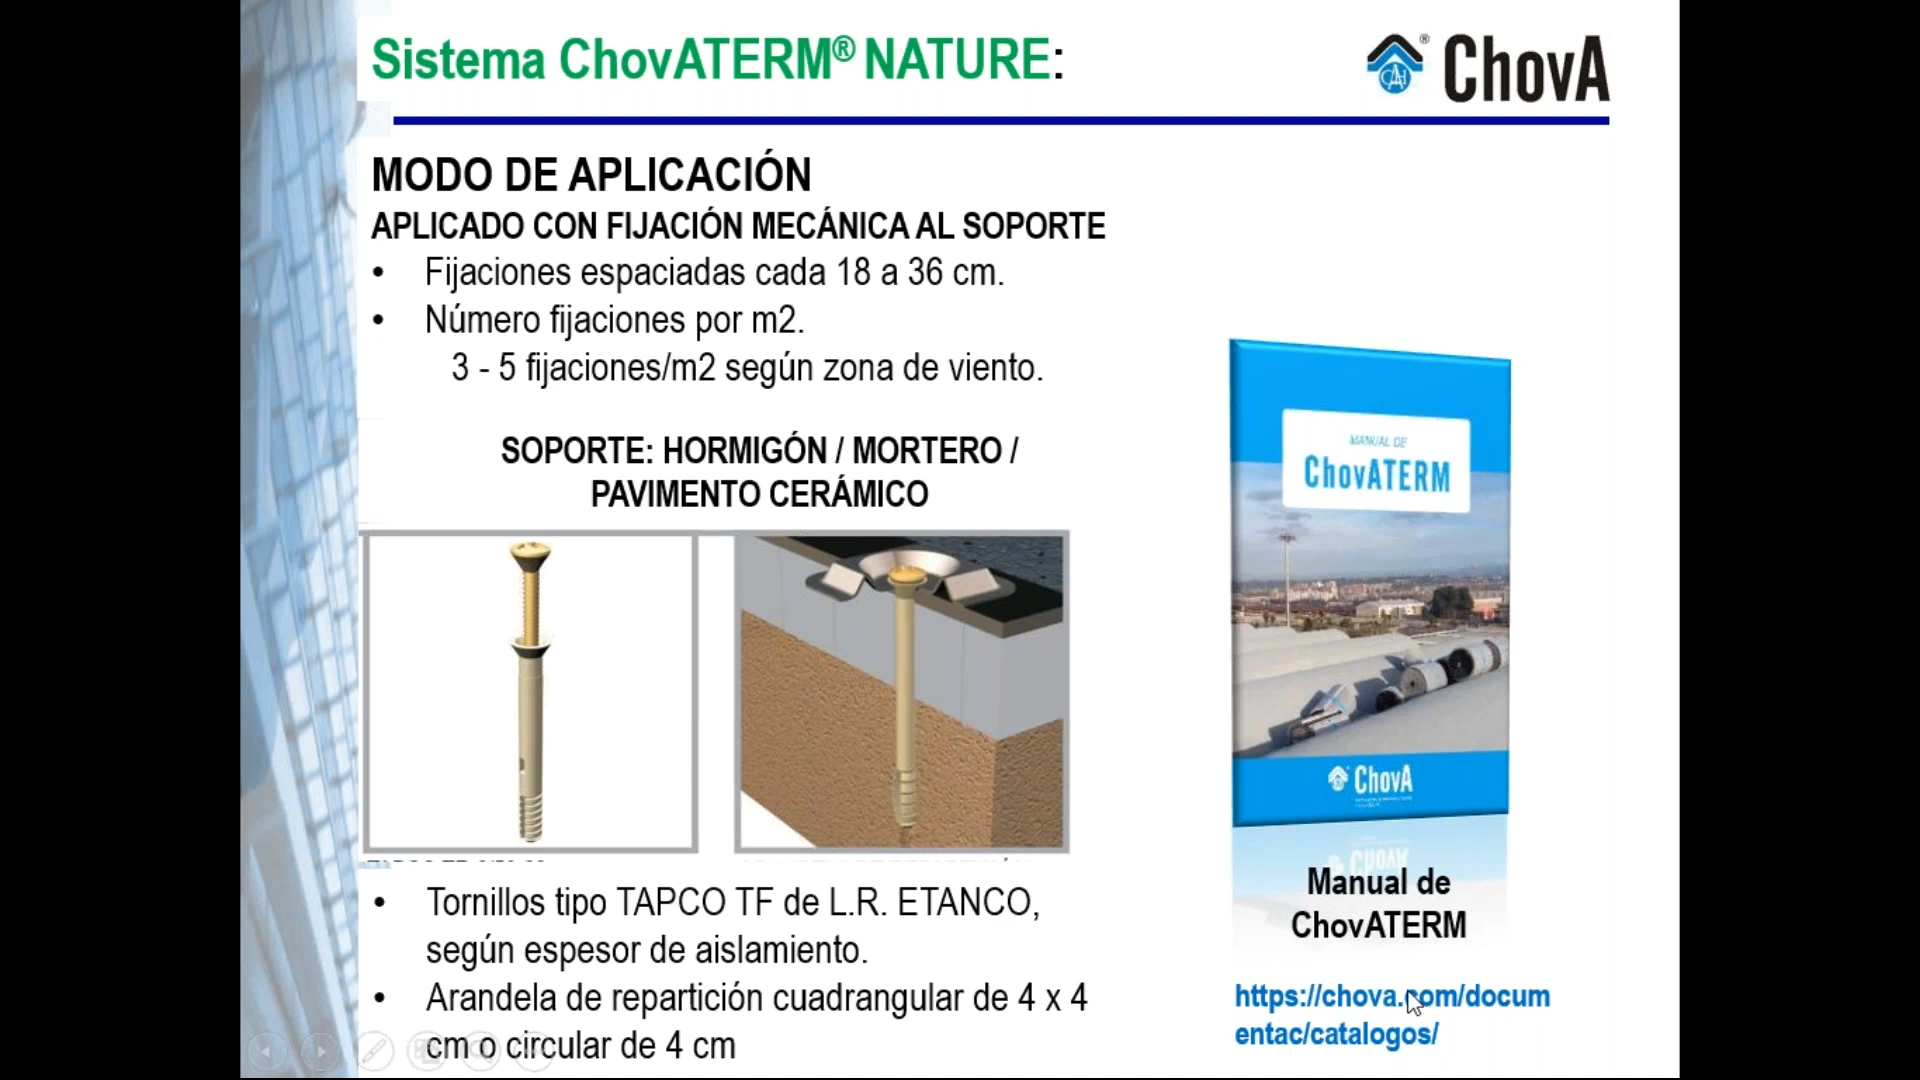 Sistema ChovATERM® NATURE:
® ChovA
MODO DE APLICACIÓN
APLICADO CON FIJACIÓN MECÁNICA AL SOPORTE
• Fijaciones espaciadas cada 18 a 36 cm.
• Número fijaciones por m2.
3 - 5 fijaciones/m2 según zona de viento.
SOPORTE: HORMIGÓN / MORTERO /
PAVIMENTO CERÁMICO
• Tornillos tipo TAPCO TF de L.R. ETANCO,
según espesor de aislamiento.
• Arandela de repartición cuadrangular de 4 x 4
cm o circular de 4 cm
MANUAL DE
ChovATERM
ChovA
Manual de
ChovATERM
https://chova.com/docum
entac/catalogos/